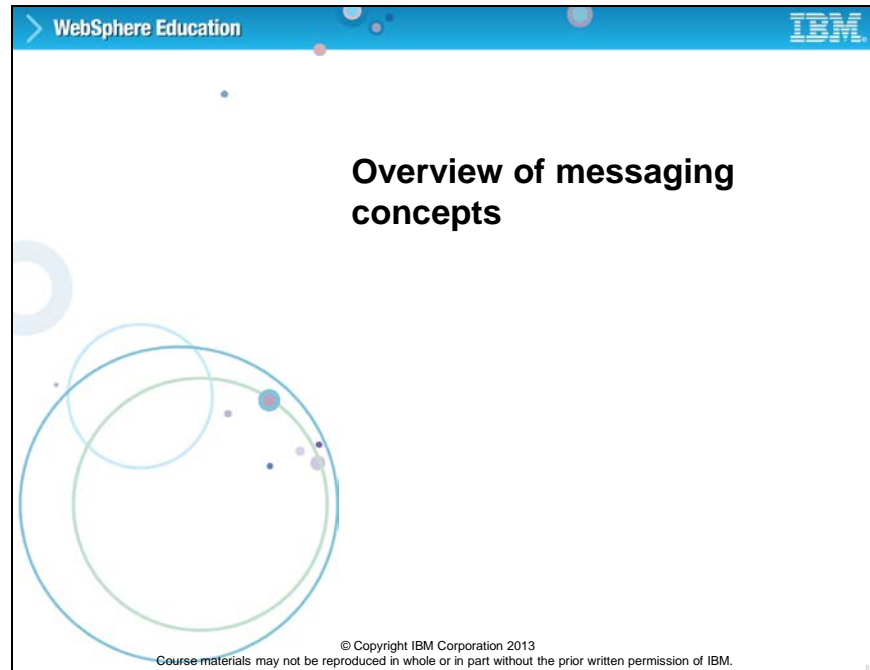 WebSphere Education
IBM.
Overview of messaging
concepts
© Copyright IBM Corporation 2013
Course materials may not be reproduced in whole or in part without the prior written permission of IBM.